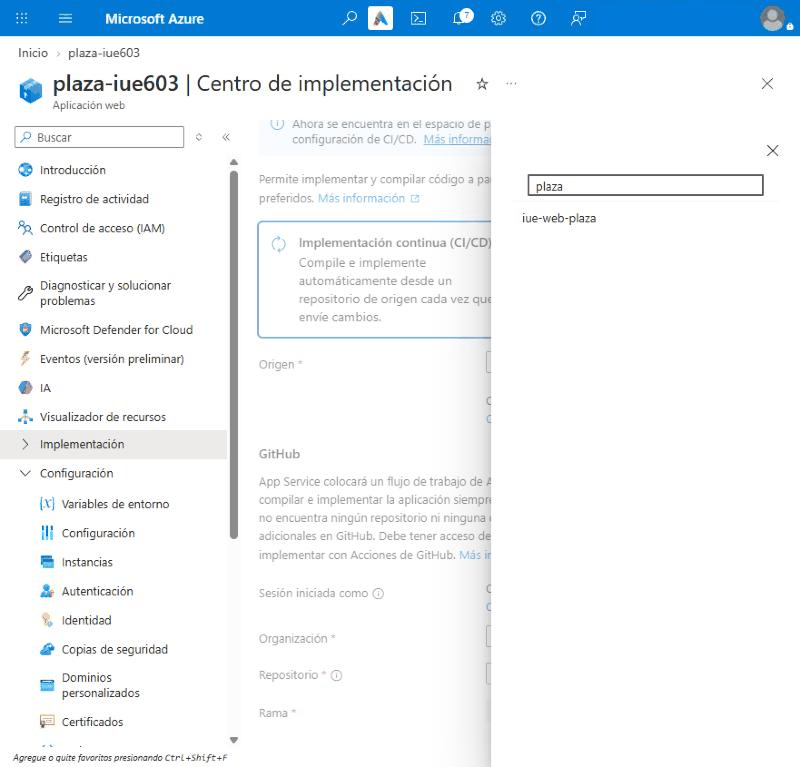 Microsoft Azure
7
Inicio > plaza-iue603
plaza-iue603 | Centro de implementación
Aplicación web
Buscar
Introducción
Registro de actividad
Control de acceso (IAM)
Etiquetas
Diagnosticar y solucionar
problemas
Microsoft Defender for Cloud
Eventos (versión preliminar)
IA
Visualizador de recursos
Implementación
Configuración
Variables de entorno
Configuración
Instancias
Autenticación
Identidad
Copias de seguridad
Dominios
personalizados
Certificados
Agregue o quite favoritos presionando Ctrl+Shift+F
Ahora se encuentra en el espacio de p
configuración de CI/CD. Más informa
Permite implementar y compilar código a pa
preferidos. Más información
Implementación continua (CI/CD)
Compile e implemente
automáticamente desde un
repositorio de origen cada vez que
envíe cambios.
Origen *
GitHub
App Service colocará un flujo de trabajo de A
compilar e implementar la aplicación siempre
no encuentra ningún repositorio ni ninguna
adicionales en GitHub. Debe tener acceso de
implementar con Acciones de GitHub. Más in
Sesión iniciada como
Organización *
Repositorio *
Rama *
plaza
iue-web-plaza